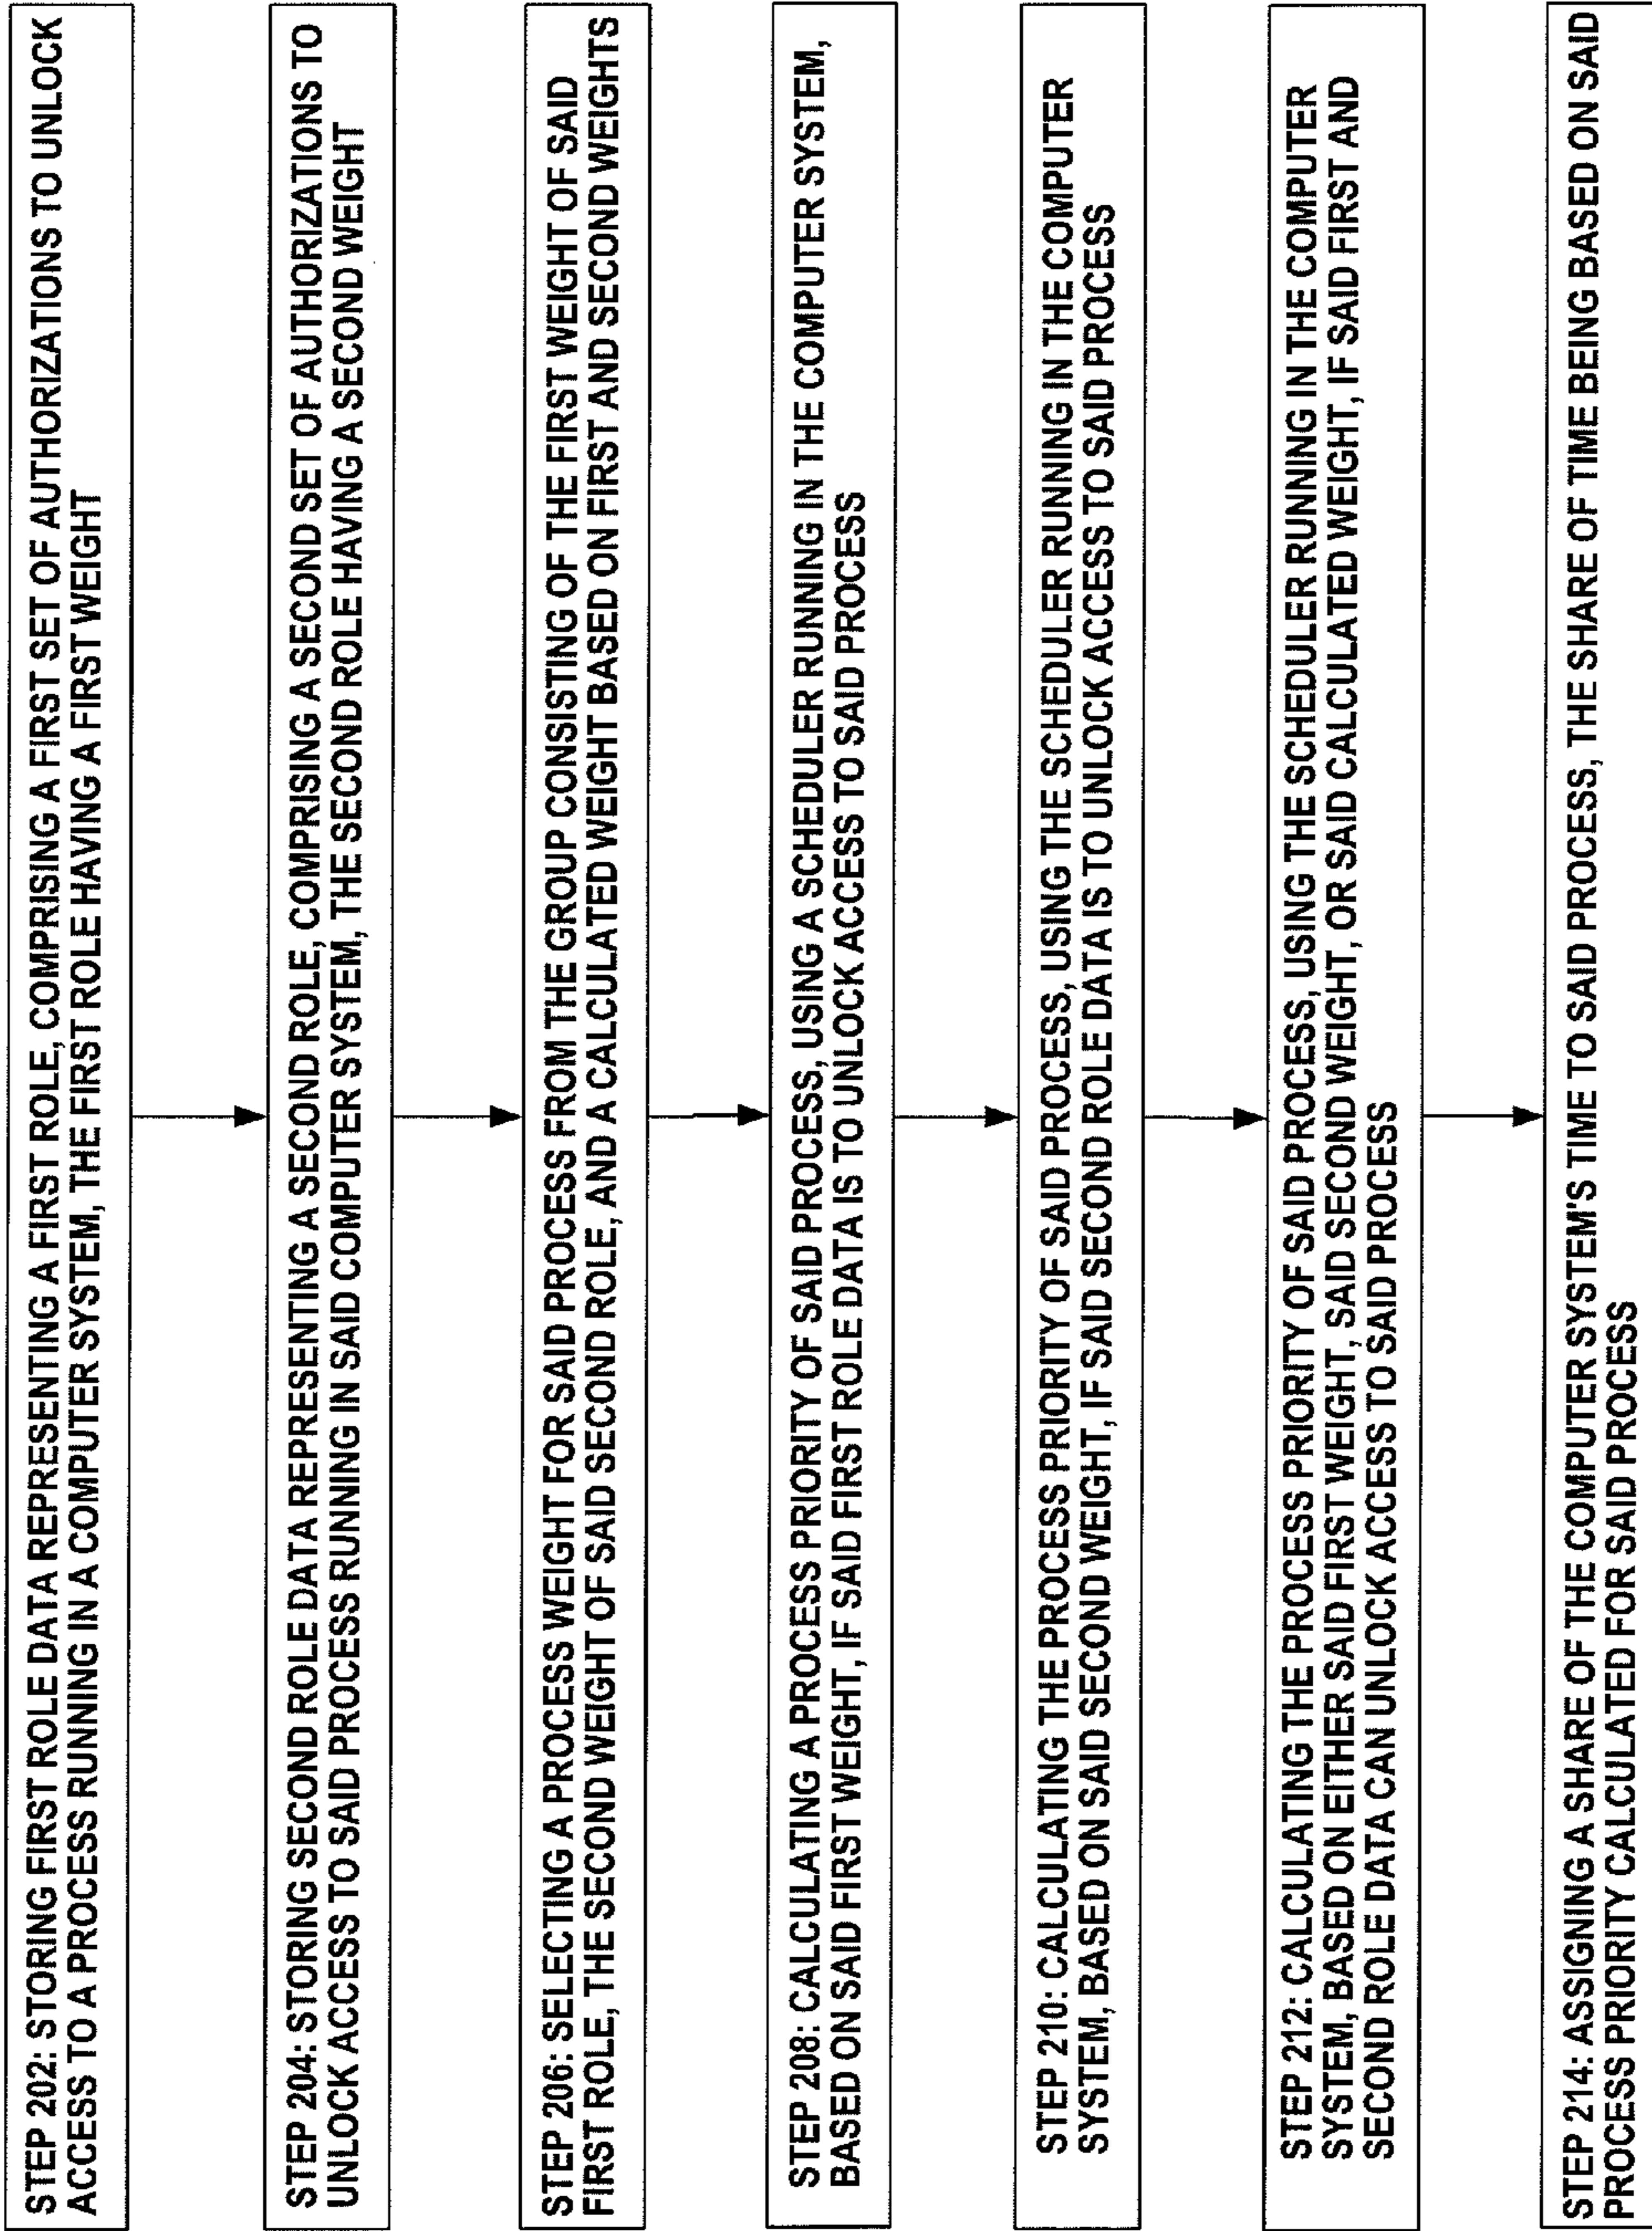 STEP 202: STORING FIRST ROLE DATA REPRESENTING A FIRST ROLE, COMPRISING A FIRST SET OF AUTHORIZATIONS TO UNLOCK
ACCESS TO A PROCESS RUNNING IN A COMPUTER SYSTEM, THE FIRST ROLE HAVING A FIRST WEIGHT
STEP 204: STORING SECOND ROLE DATA REPRESENTING A SECOND ROLE, COMPRISING A SECOND SET OF AUTHORIZATIONS TO
UNLOCK ACCESS TO SAID PROCESS RUNNING IN SAID COMPUTER SYSTEM, THE SECOND ROLE HAVING A SECOND WEIGHT
STEP 206: SELECTING A PROCESS WEIGHT FOR SAID PROCESS FROM THE GROUP CONSISTING OF THE FIRST WEIGHT OF SAID
FIRST ROLE, THE SECOND WEIGHT OF SAID SECOND ROLE, AND A CALCULATED WEIGHT BASED ON FIRST AND SECOND WEIGHTS
STEP 208: CALCULATING A PROCESS PRIORITY OF SAID PROCESS, USING A SCHEDULER RUNNING IN THE COMPUTER SYSTEM,
BASED ON SAID FIRST WEIGHT, IF SAID FIRST ROLE DATA IS TO UNLOCK ACCESS TO SAID PROCESS
STEP 210: CALCULATING THE PROCESS PRIORITY OF SAID PROCESS, USING THE SCHEDULER RUNNING IN THE COMPUTER
SYSTEM, BASED ON SAID SECOND WEIGHT, IF SAID SECOND ROLE DATA IS TO UNLOCK ACCESS TO SAID PROCESS
STEP 212: CALCULATING THE PROCESS PRIORITY OF SAID PROCESS, USING THE SCHEDULER RUNNING IN THE COMPUTER
SYSTEM, BASED ON EITHER SAID FIRST WEIGHT, SAID SECOND WEIGHT, OR SAID CALCULATED WEIGHT, IF SAID FIRST AND
SECOND ROLE DATA CAN UNLOCK ACCESS TO SAID PROCESS
STEP 214: ASSIGNING A SHARE OF THE COMPUTER SYSTEM'S TIME TO SAID PROCESS, THE SHARE OF TIME BEING BASED ON SAID
PROCESS PRIORITY CALCULATED FOR SAID PROCESS